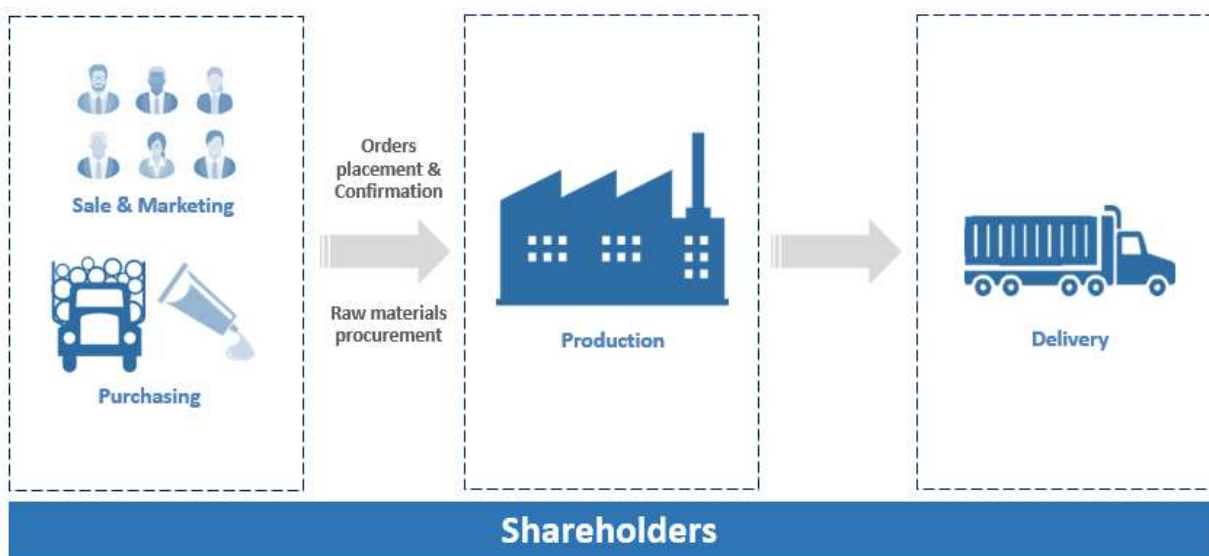 Sale & Marketing
Purchasing
Orders
placement &
Confirmation
Raw materials
procurement
Production
Delivery
Shareholders